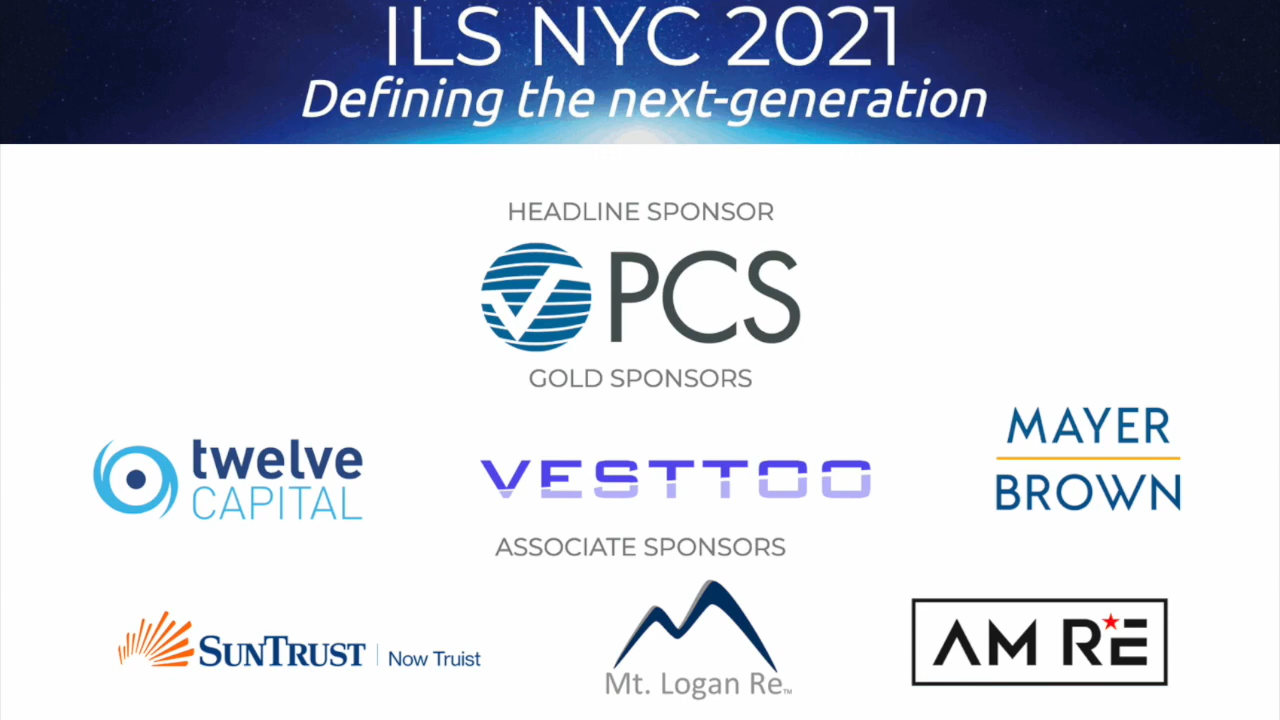 ILS NYC 2021
Defining the next-generation
HEADLINE SPONSOR
PCS
GOLD SPONSORS
twelve
CAPITAL
VESTTOO
MAYER
BROWN
ASSOCIATE SPONSORS
SUNTRUST | Now Truist
Mt. Logan Re™
AM RE